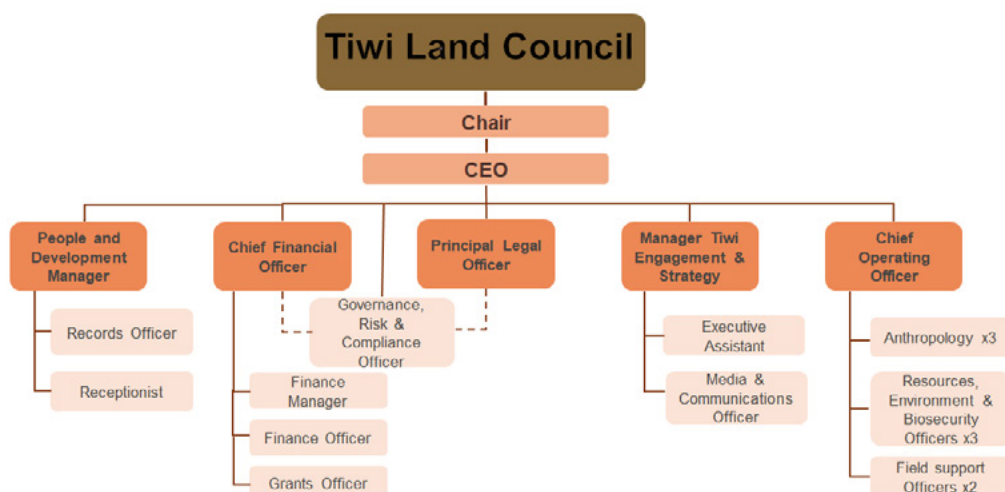 Tiwi Land Council
Chair
CEO
People and
Development
Manager
Records Officer
Receptionist
Chief Financial
Officer
Principal Legal
Officer
Governance,
Risk &
Compliance
Officer
Finance
Manager
Finance Officer
Grants Officer
Manager Tiwi
Engagement &
Strategy
Executive
Assistant
Media &
Communications
Officer
Chief
Operating
Officer
Anthropology x3
Resources,
Environment &
Biosecurity
Officers x3
Field support
Officers x2